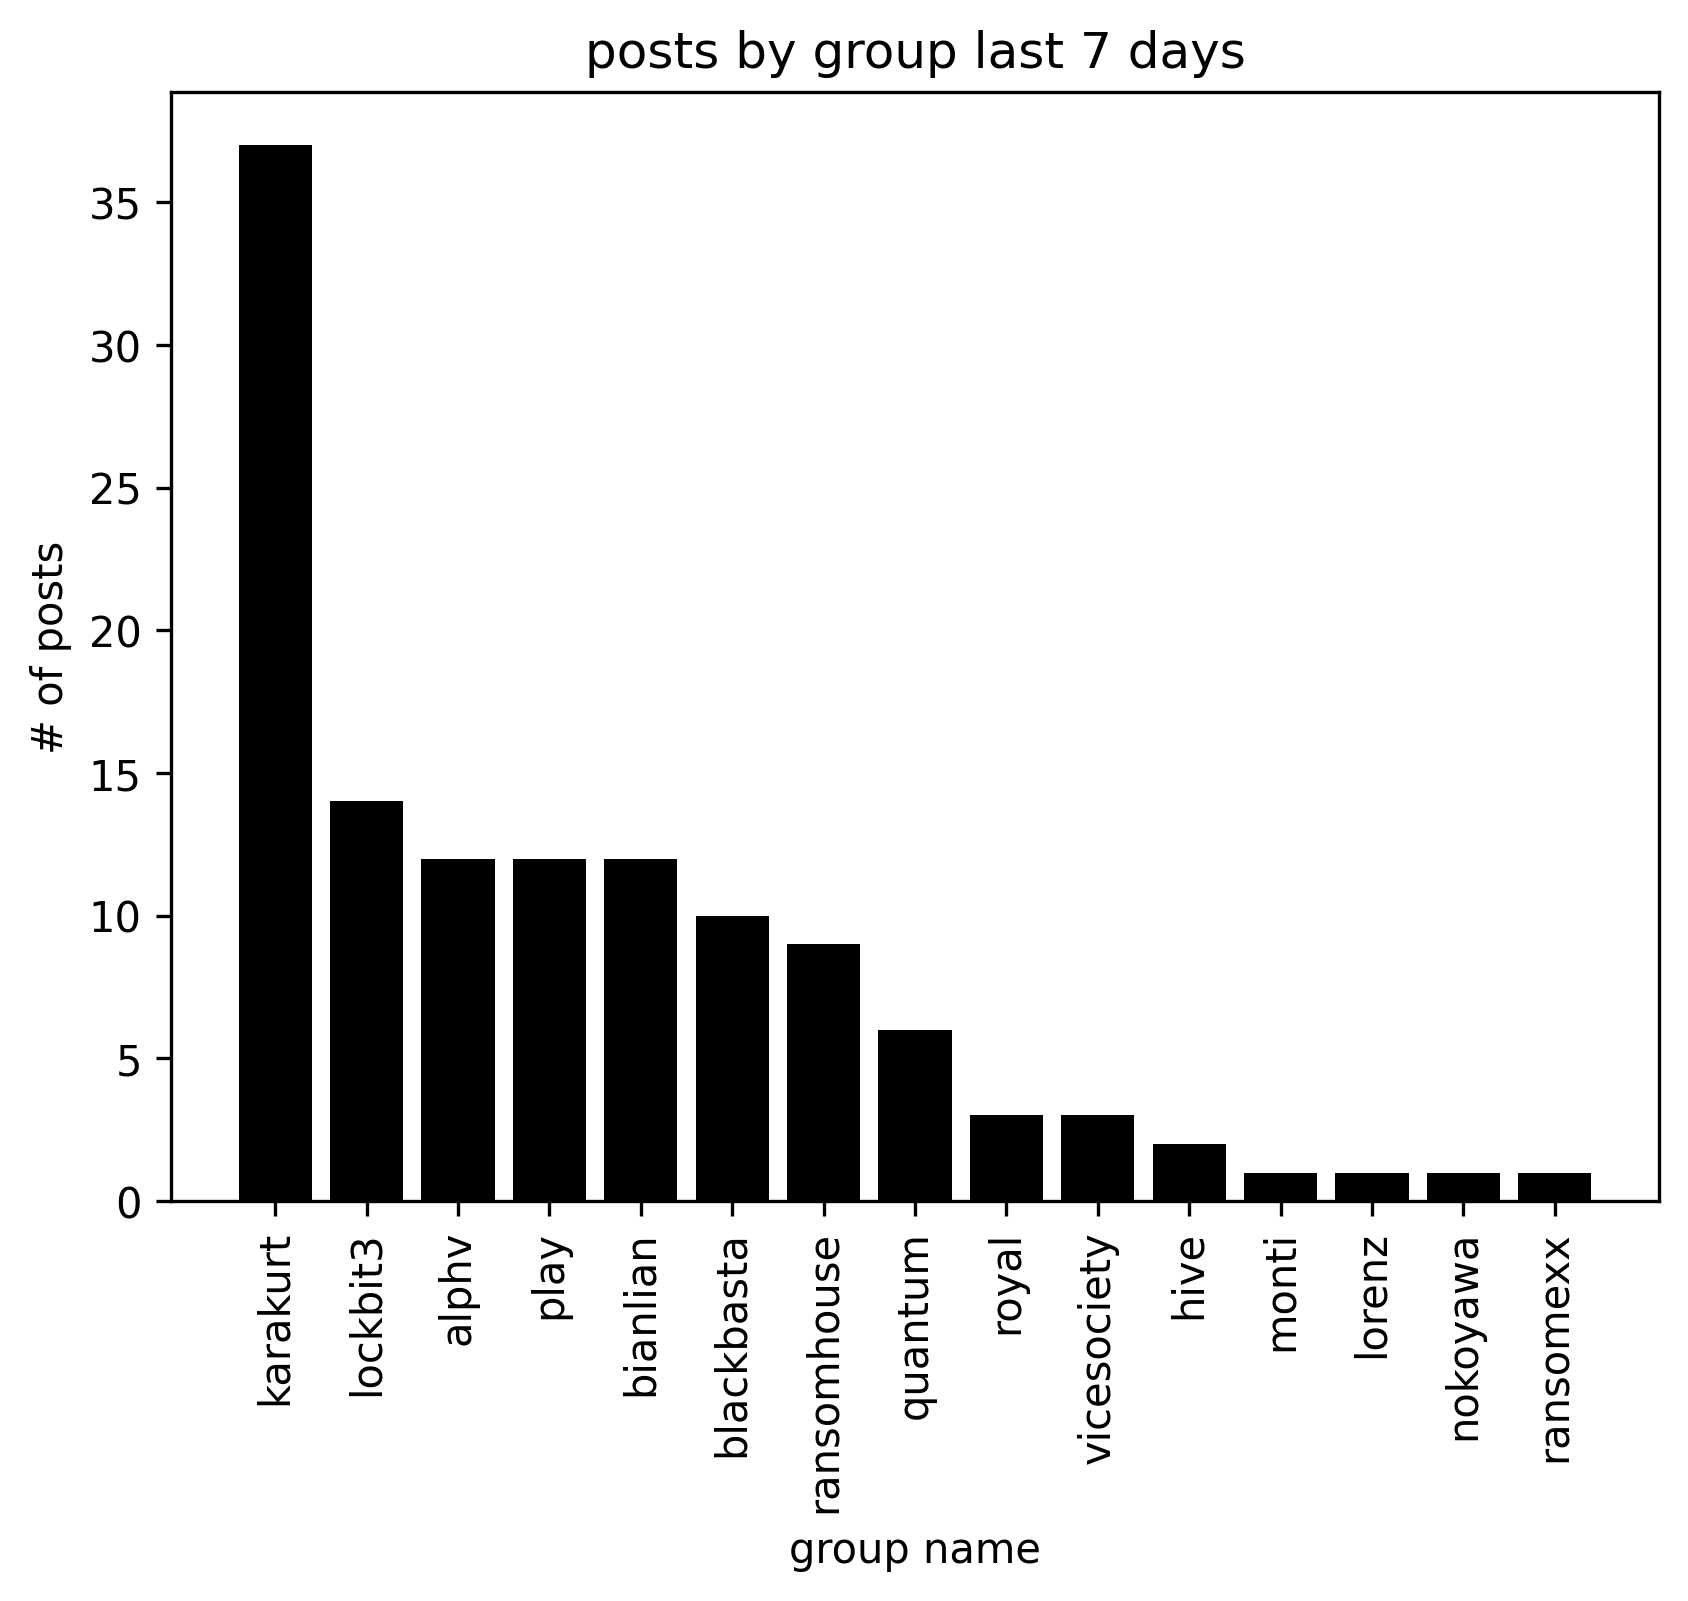 posts by group last 7 days
# of posts
35
30
25
20
15
10
5
0
karakurt
lockbit3
alphv
play
bianlian
blackbasta
ransomhouse
quantum
royal
vicesociety
hive
monti
lorenz
nokoyawa
ransomexx
group name